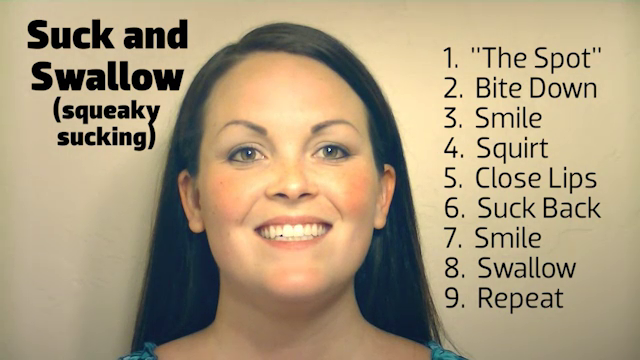 Suck and
Swallow
(squeaky
sucking)
1. "The Spot"
2. Bite Down
3. Smile
4. Squirt
5. Close Lips
6. Suck Back
7. Smile
8. Swallow
9. Repeat